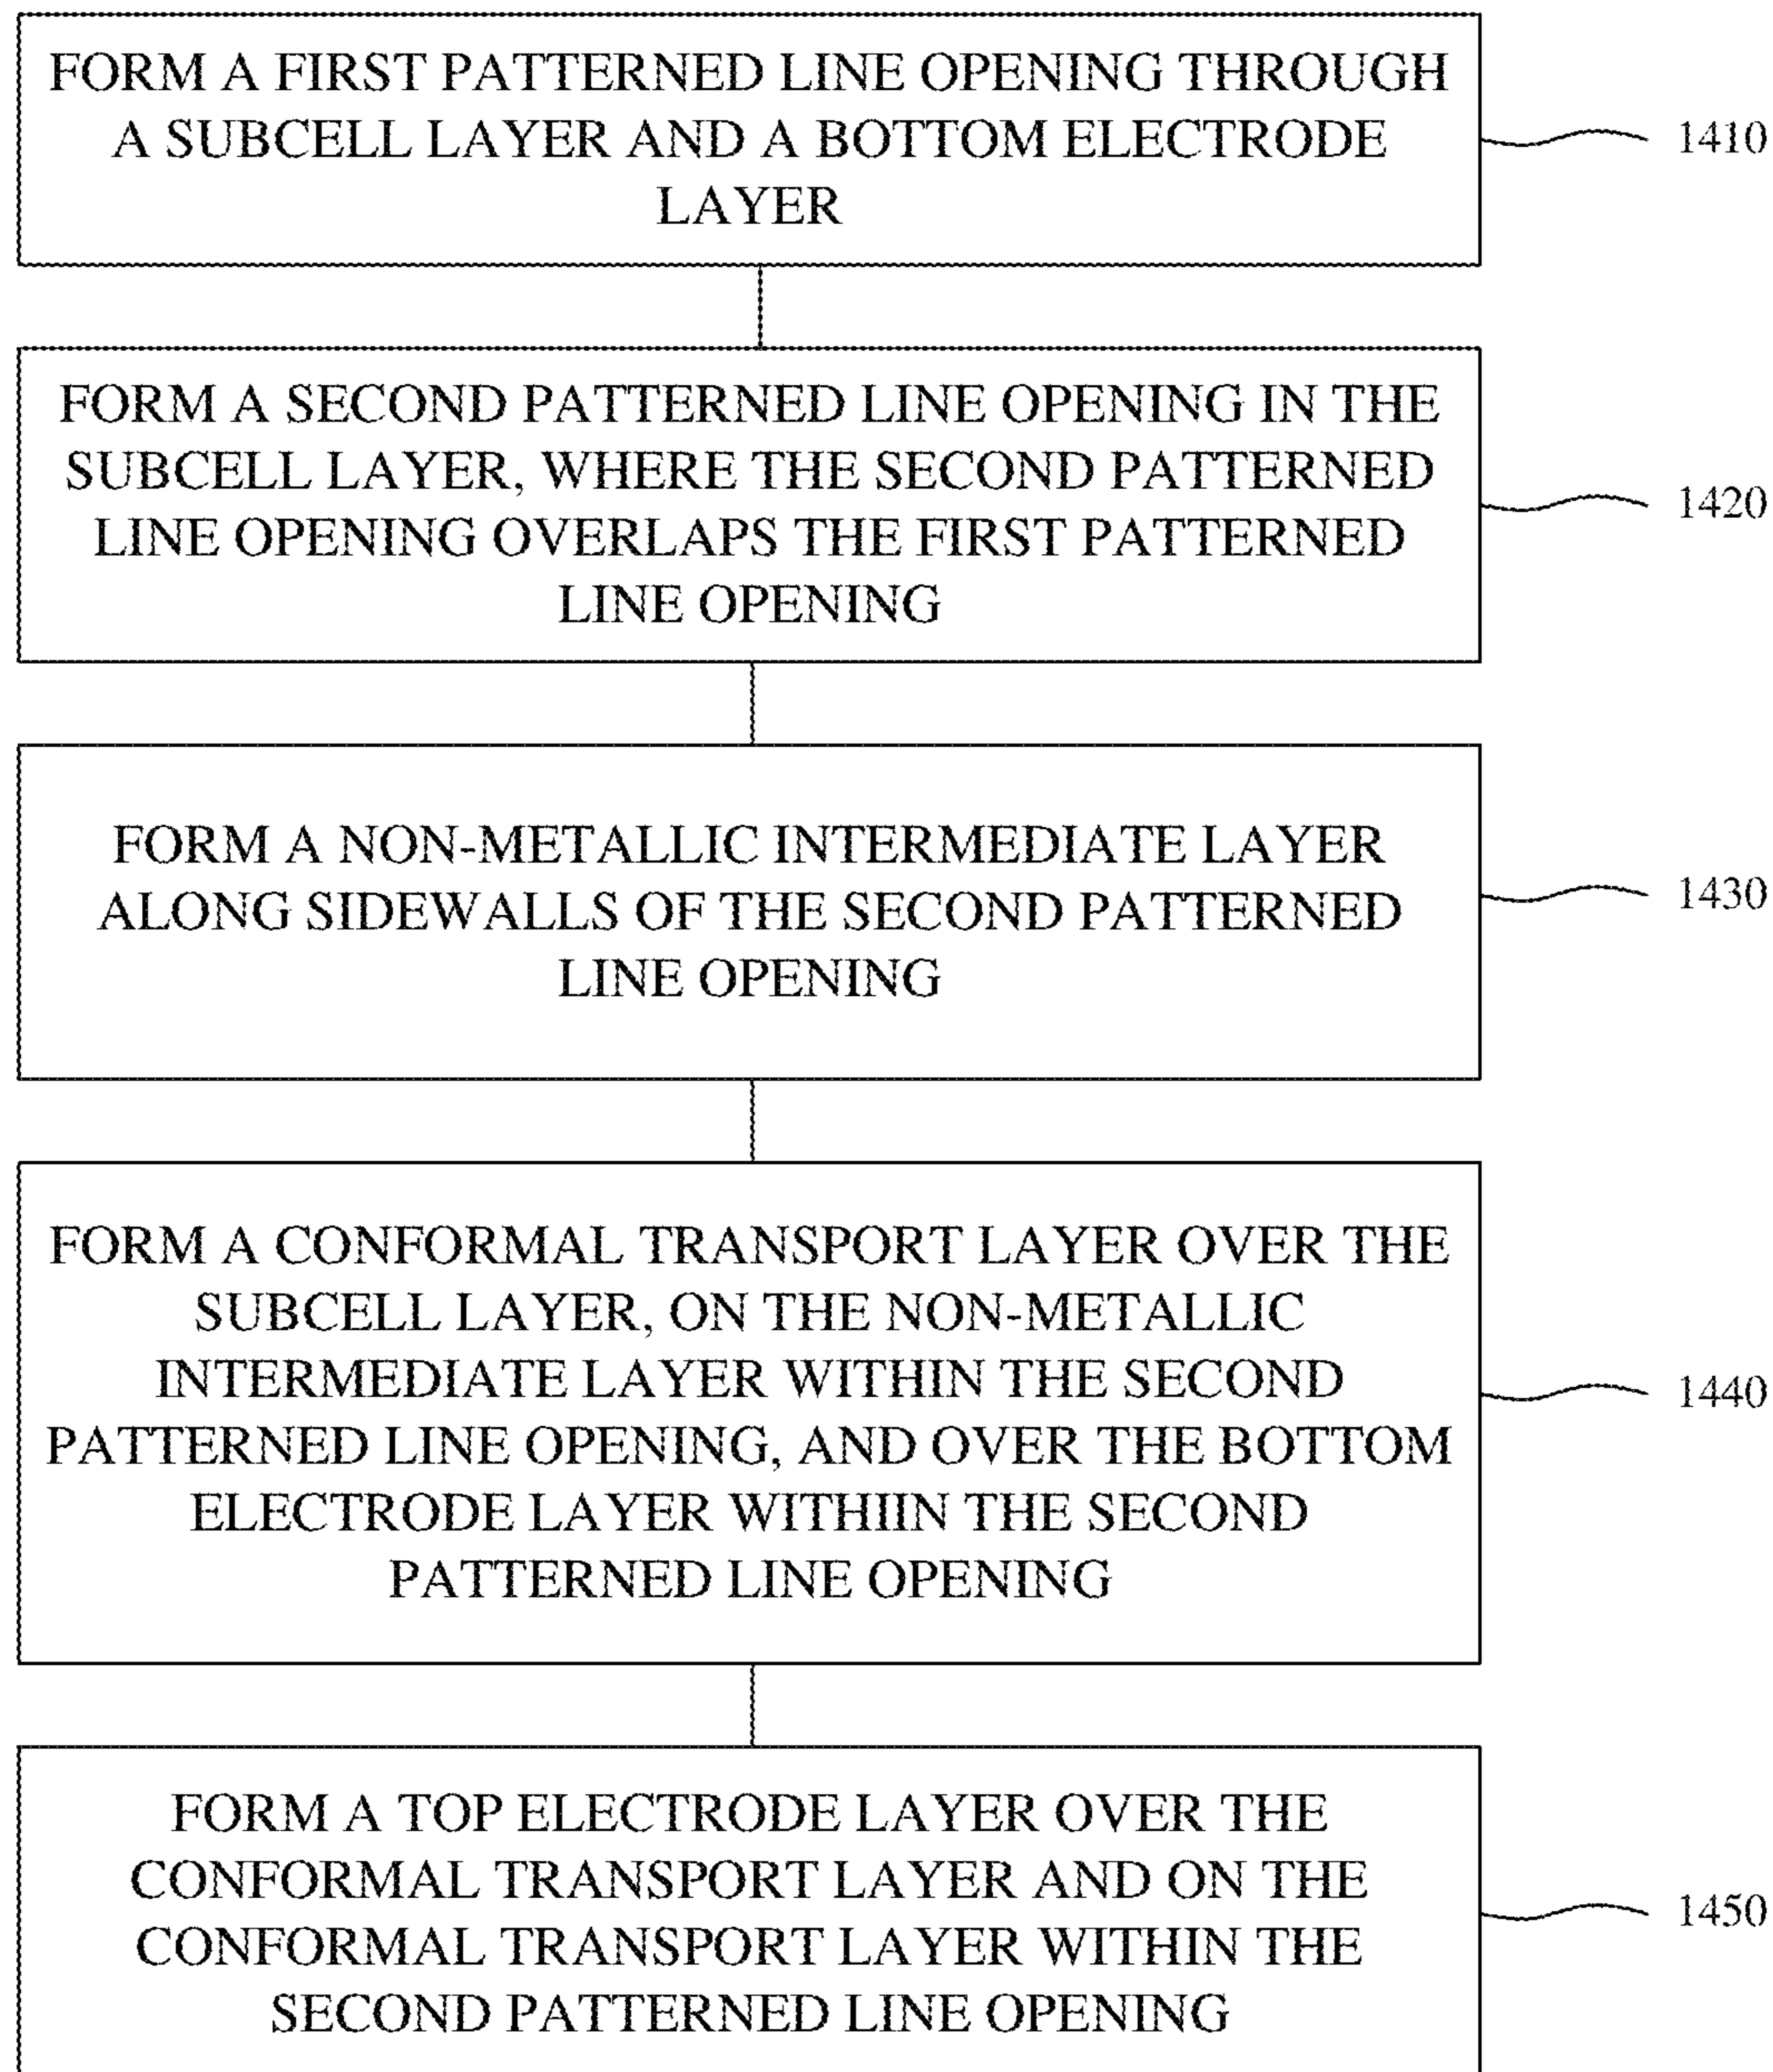 FORM A FIRST PATTERNED LINE OPENING THROUGH
A SUBCELL LAYER AND A BOTTOM ELECTRODE
LAYER
1410
FORM A SECOND PATTERNED LINE OPENING IN THE
SUBCELL LAYER, WHERE THE SECOND PATTERNED
LINE OPENING OVERLAPS THE FIRST PATTERNED
LINE OPENING
1420
FORM A NON-METALLIC INTERMEDIATE LAYER
ALONG SIDEWALLS OF THE SECOND PATTERNED
LINE OPENING
1430
FORM A CONFORMAL TRANSPORT LAYER OVER THE
SUBCELL LAYER, ON THE NON-METALLIC
INTERMEDIATE LAYER WITHIN THE SECOND
PATTERNED LINE OPENING, AND OVER THE BOTTOM
ELECTRODE LAYER WITHIIN THE SECOND
PATTERNED LINE OPENING
1440
FORM A TOP ELECTRODE LAYER OVER THE
CONFORMAL TRANSPORT LAYER AND ON THE
CONFORMAL TRANSPORT LAYER WITHIN THE
SECOND PATTERNED LINE OPENING
1450